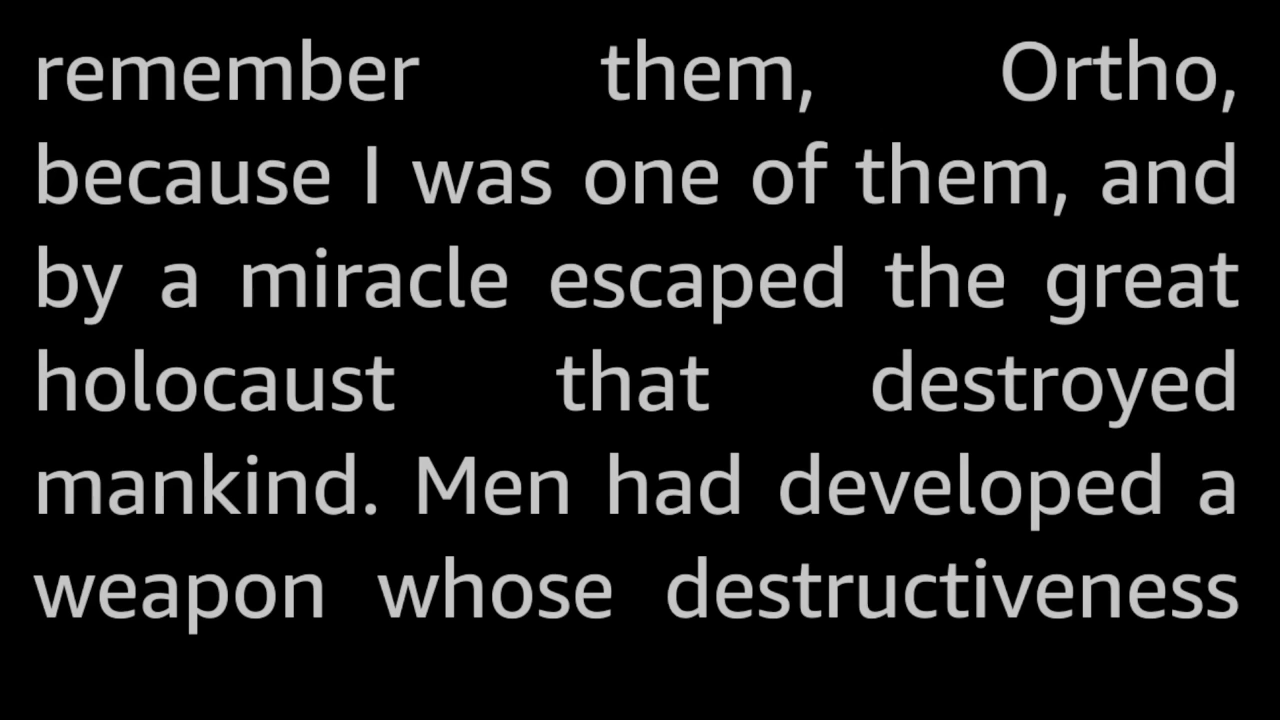 remember them, Ortho,
because I was one of them, and
by a miracle escaped the great
holocaust that destroyed
mankind. Men had developed a
weapon whose destructiveness